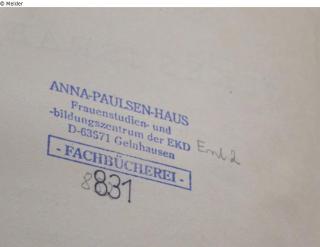 © Melder
ANNA-PAULSEN-HAUS
Frauenstudien- und
-bildungszentrum der EKD
D-63571 Gelnhausen
- FACHBÜCHEREI -
8831